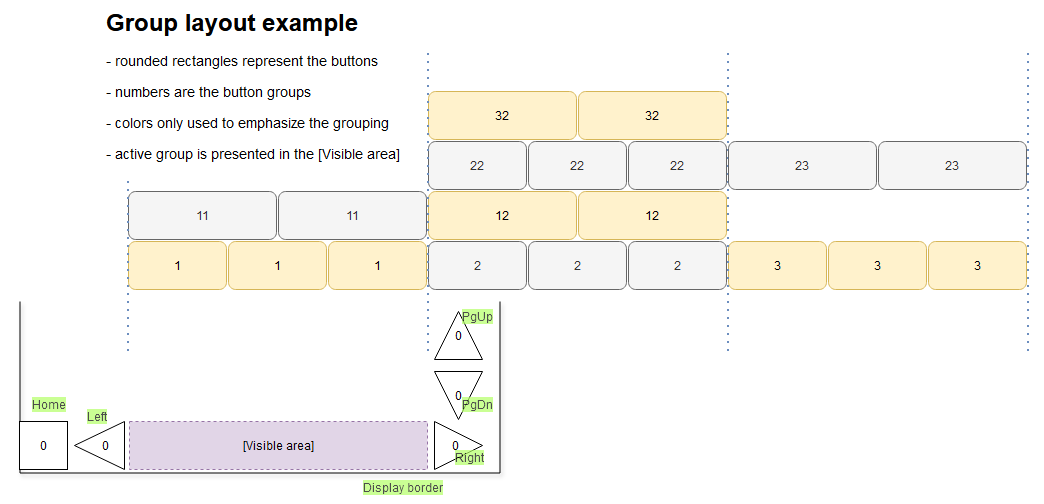 Group layout example
- rounded rectangles represent the buttons
- numbers are the button groups
- colors only used to emphasize the grouping
- active group is presented in the [Visible area]
32 32
22 22 22 23 23
11 11 12 12
1 1 1 2 2 2 3 3 3
PgUp
0
0
PgDn
Home
Left
0 0 [Visible area] 0
Right
Display border